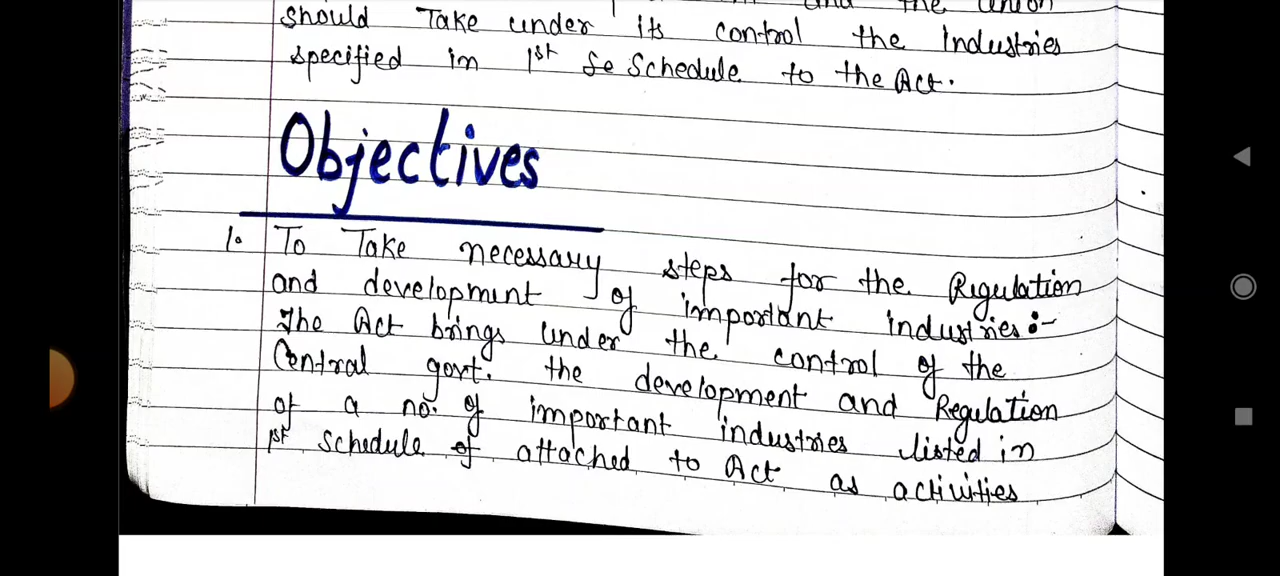 and the Union
should Take under its control the Industries
specified in 1st Se Schedule to the Act.
Objectives
1. To Take necessary steps for the Regulation
and development of important industries:-
The Act brings under the control of the
Central govt. the development and Regulation
of a no. of important industries listed in
1st schedule of attached to Act as activities